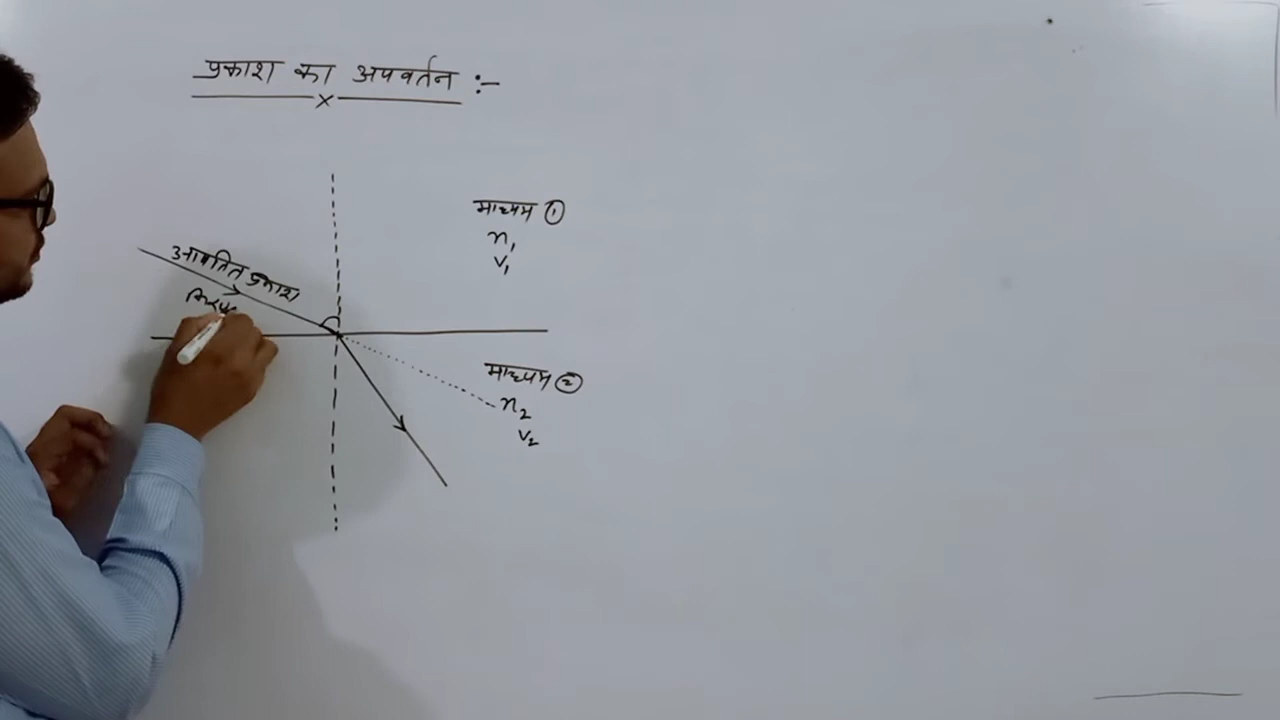 प्रकाश का अपवर्तन :-
माध्यम ①
n₁
v₁
आपतित प्रकाश
माध्यम ②
n₂
v₂